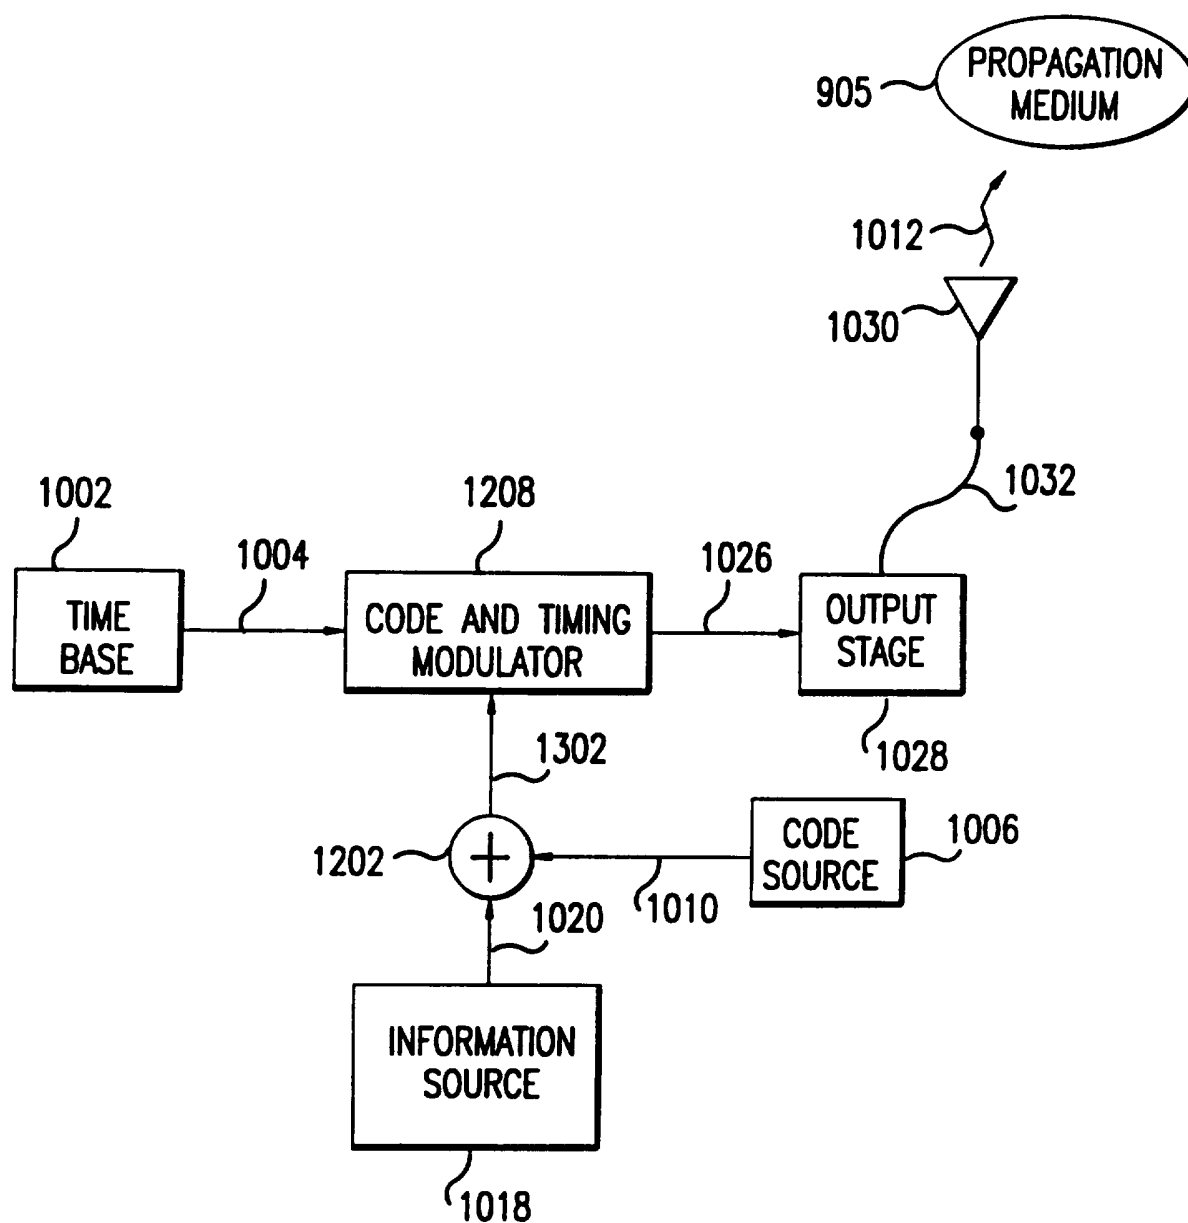 PROPAGATION
MEDIUM
905
1012
1030
1032
1002
1004
1208
1026
TIME
BASE
CODE AND TIMING
MODULATOR
OUTPUT
STAGE
1028
1302
1202
CODE
SOURCE
1006
1010
1020
INFORMATION
SOURCE
1018